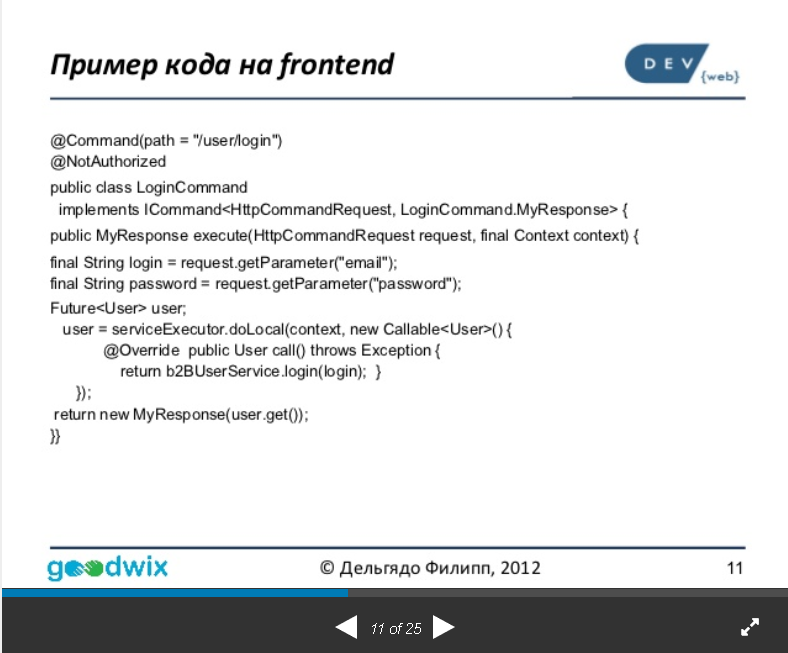 Пример кода на frontend
DEV
{web}
@Command(path = "/user/login")
@NotAuthorized
public class LoginCommand
implements ICommand<HttpCommandRequest, LoginCommand.MyResponse> {
public MyResponse execute(HttpCommandRequest request, final Context context) {
final String login = request.getParameter("email");
final String password = request.getParameter("password");
Future<User> user;
user = serviceExecutor.doLocal(context, new Callable<User>() {
@Override public User call() throws Exception {
return b2BUserService.login(login); }
});
return new MyResponse(user.get());
}}
goodwix
© Дельгядо Филипп, 2012
11
11 of 25